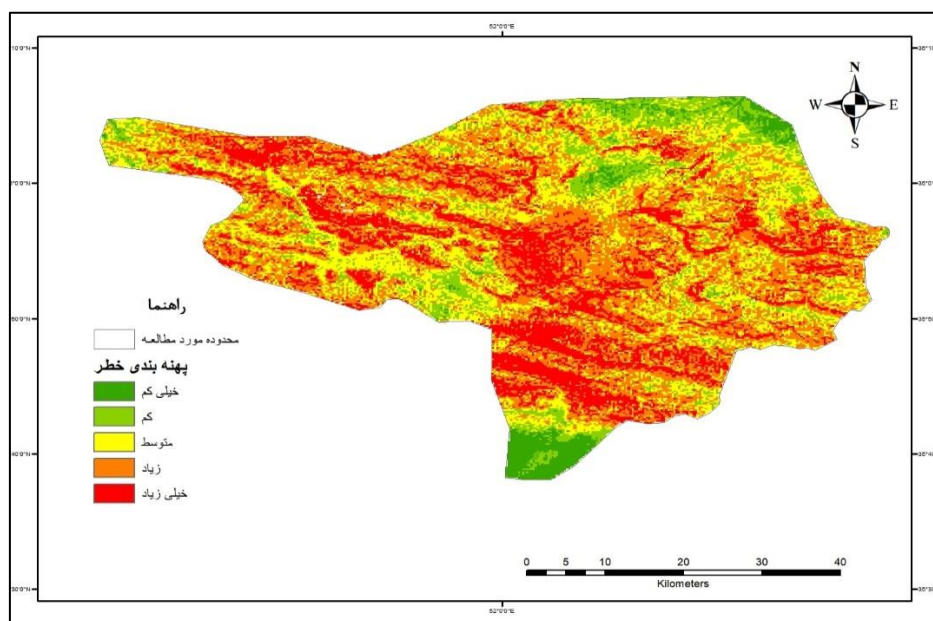 52°0'0"E
N
W E
S
راهنما
محدوده مورد مطالعه
پهنه بندی خطر
خیلی کم
کم
متوسط
زیاد
خیلی زیاد
0 5 10 20 30 40
Kilometers
52°0'0"E